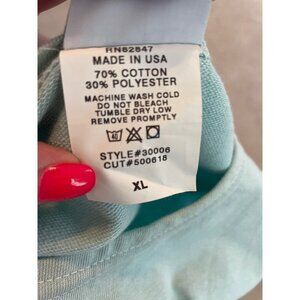 RN62847
MADE IN USA
70% COTTON
30% POLYESTER
MACHINE WASH COLD
DO NOT BLEACH
TUMBLE DRY LOW
REMOVE PROMPTLY
40
STYLE#30006
CUT#500618
XL